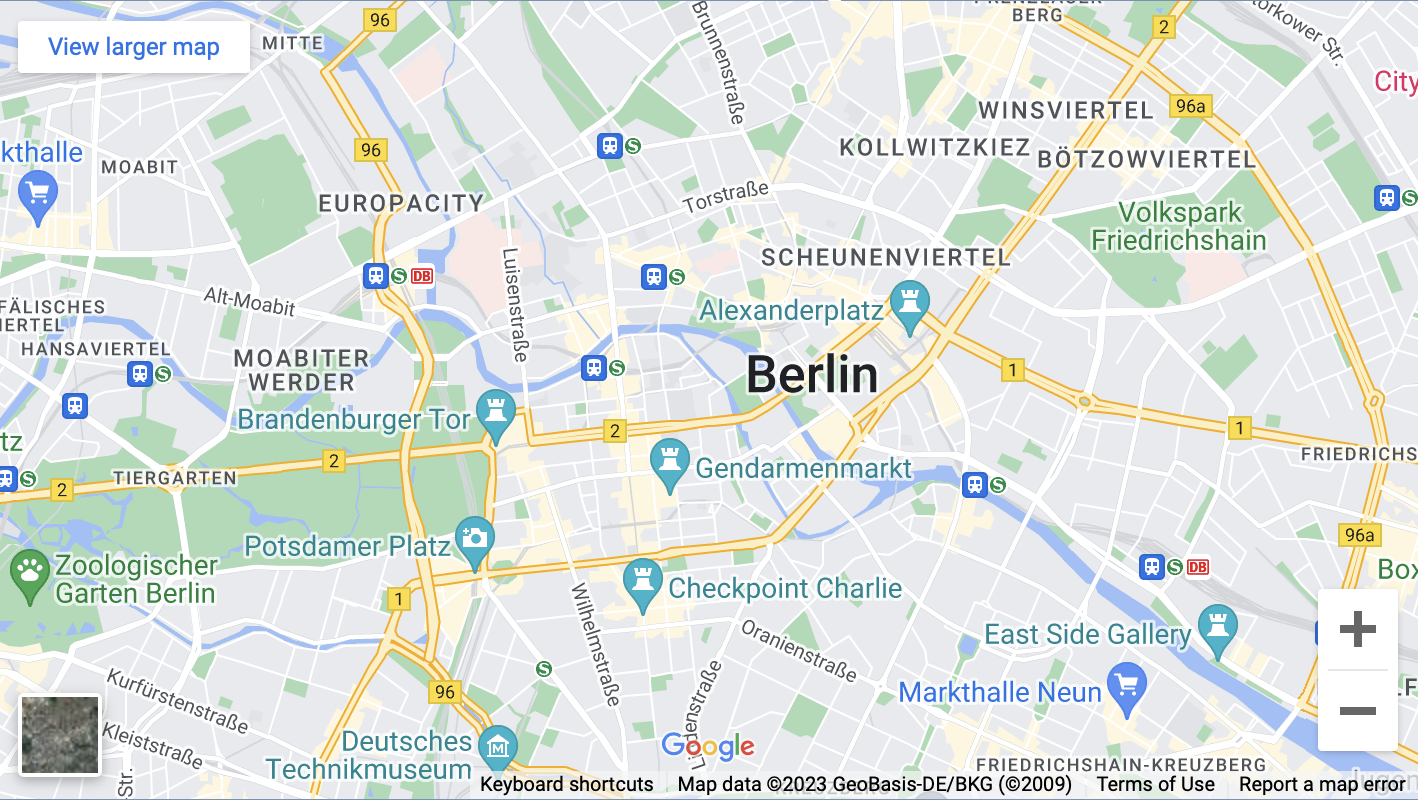 96
2
BERG
Torkower Str.
View larger map
MITTE
Brunnenstraße
City
96a
WINSVIERTEL
kthalle
96
KOLLWITZKIEZ
BÖTZOWVIERTEL
MOABIT
S
Torstraße
S
EUROPACITY
Volkspark
Friedrichshain
SCHEUNENVIERTEL
Luisenstraße
S DB
S
Alt-Moabit
FÄLISCHES
IERTEL
Alexanderplatz
HANSAVIERTEL
MOABITER
WERDER
S
S
Berlin
1
Brandenburger Tor
2
1
tz
2
Gendarmenmarkt
FRIEDRICHS
TIERGARTEN
S
2
S
96a
Potsdamer Platz
Zoologischer
Garten Berlin
S DB
Box
1
Checkpoint Charlie
Wilhelmstraße
Oranienstraße
East Side Gallery
S
Kurfürstenstraße
96
Markthalle Neun
LF
Kleiststraße
Deutsches
Technikmuseum
M
Google
FRIEDRICHSHAIN-KREUZBERG
Str.
Keyboard shortcuts
Map data ©2023 GeoBasis-DE/BKG (©2009)
Terms of Use
Report a map error